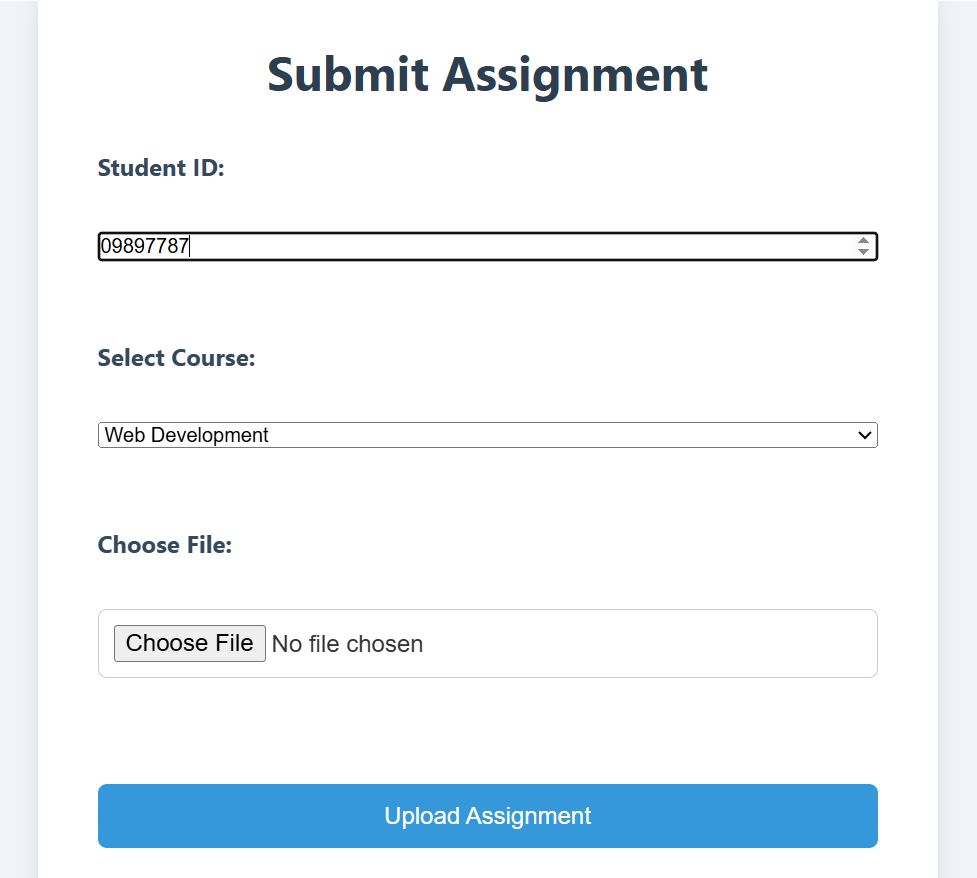 Submit Assignment
Student ID:
09897787
Select Course:
Web Development
Choose File:
Choose File No file chosen
Upload Assignment